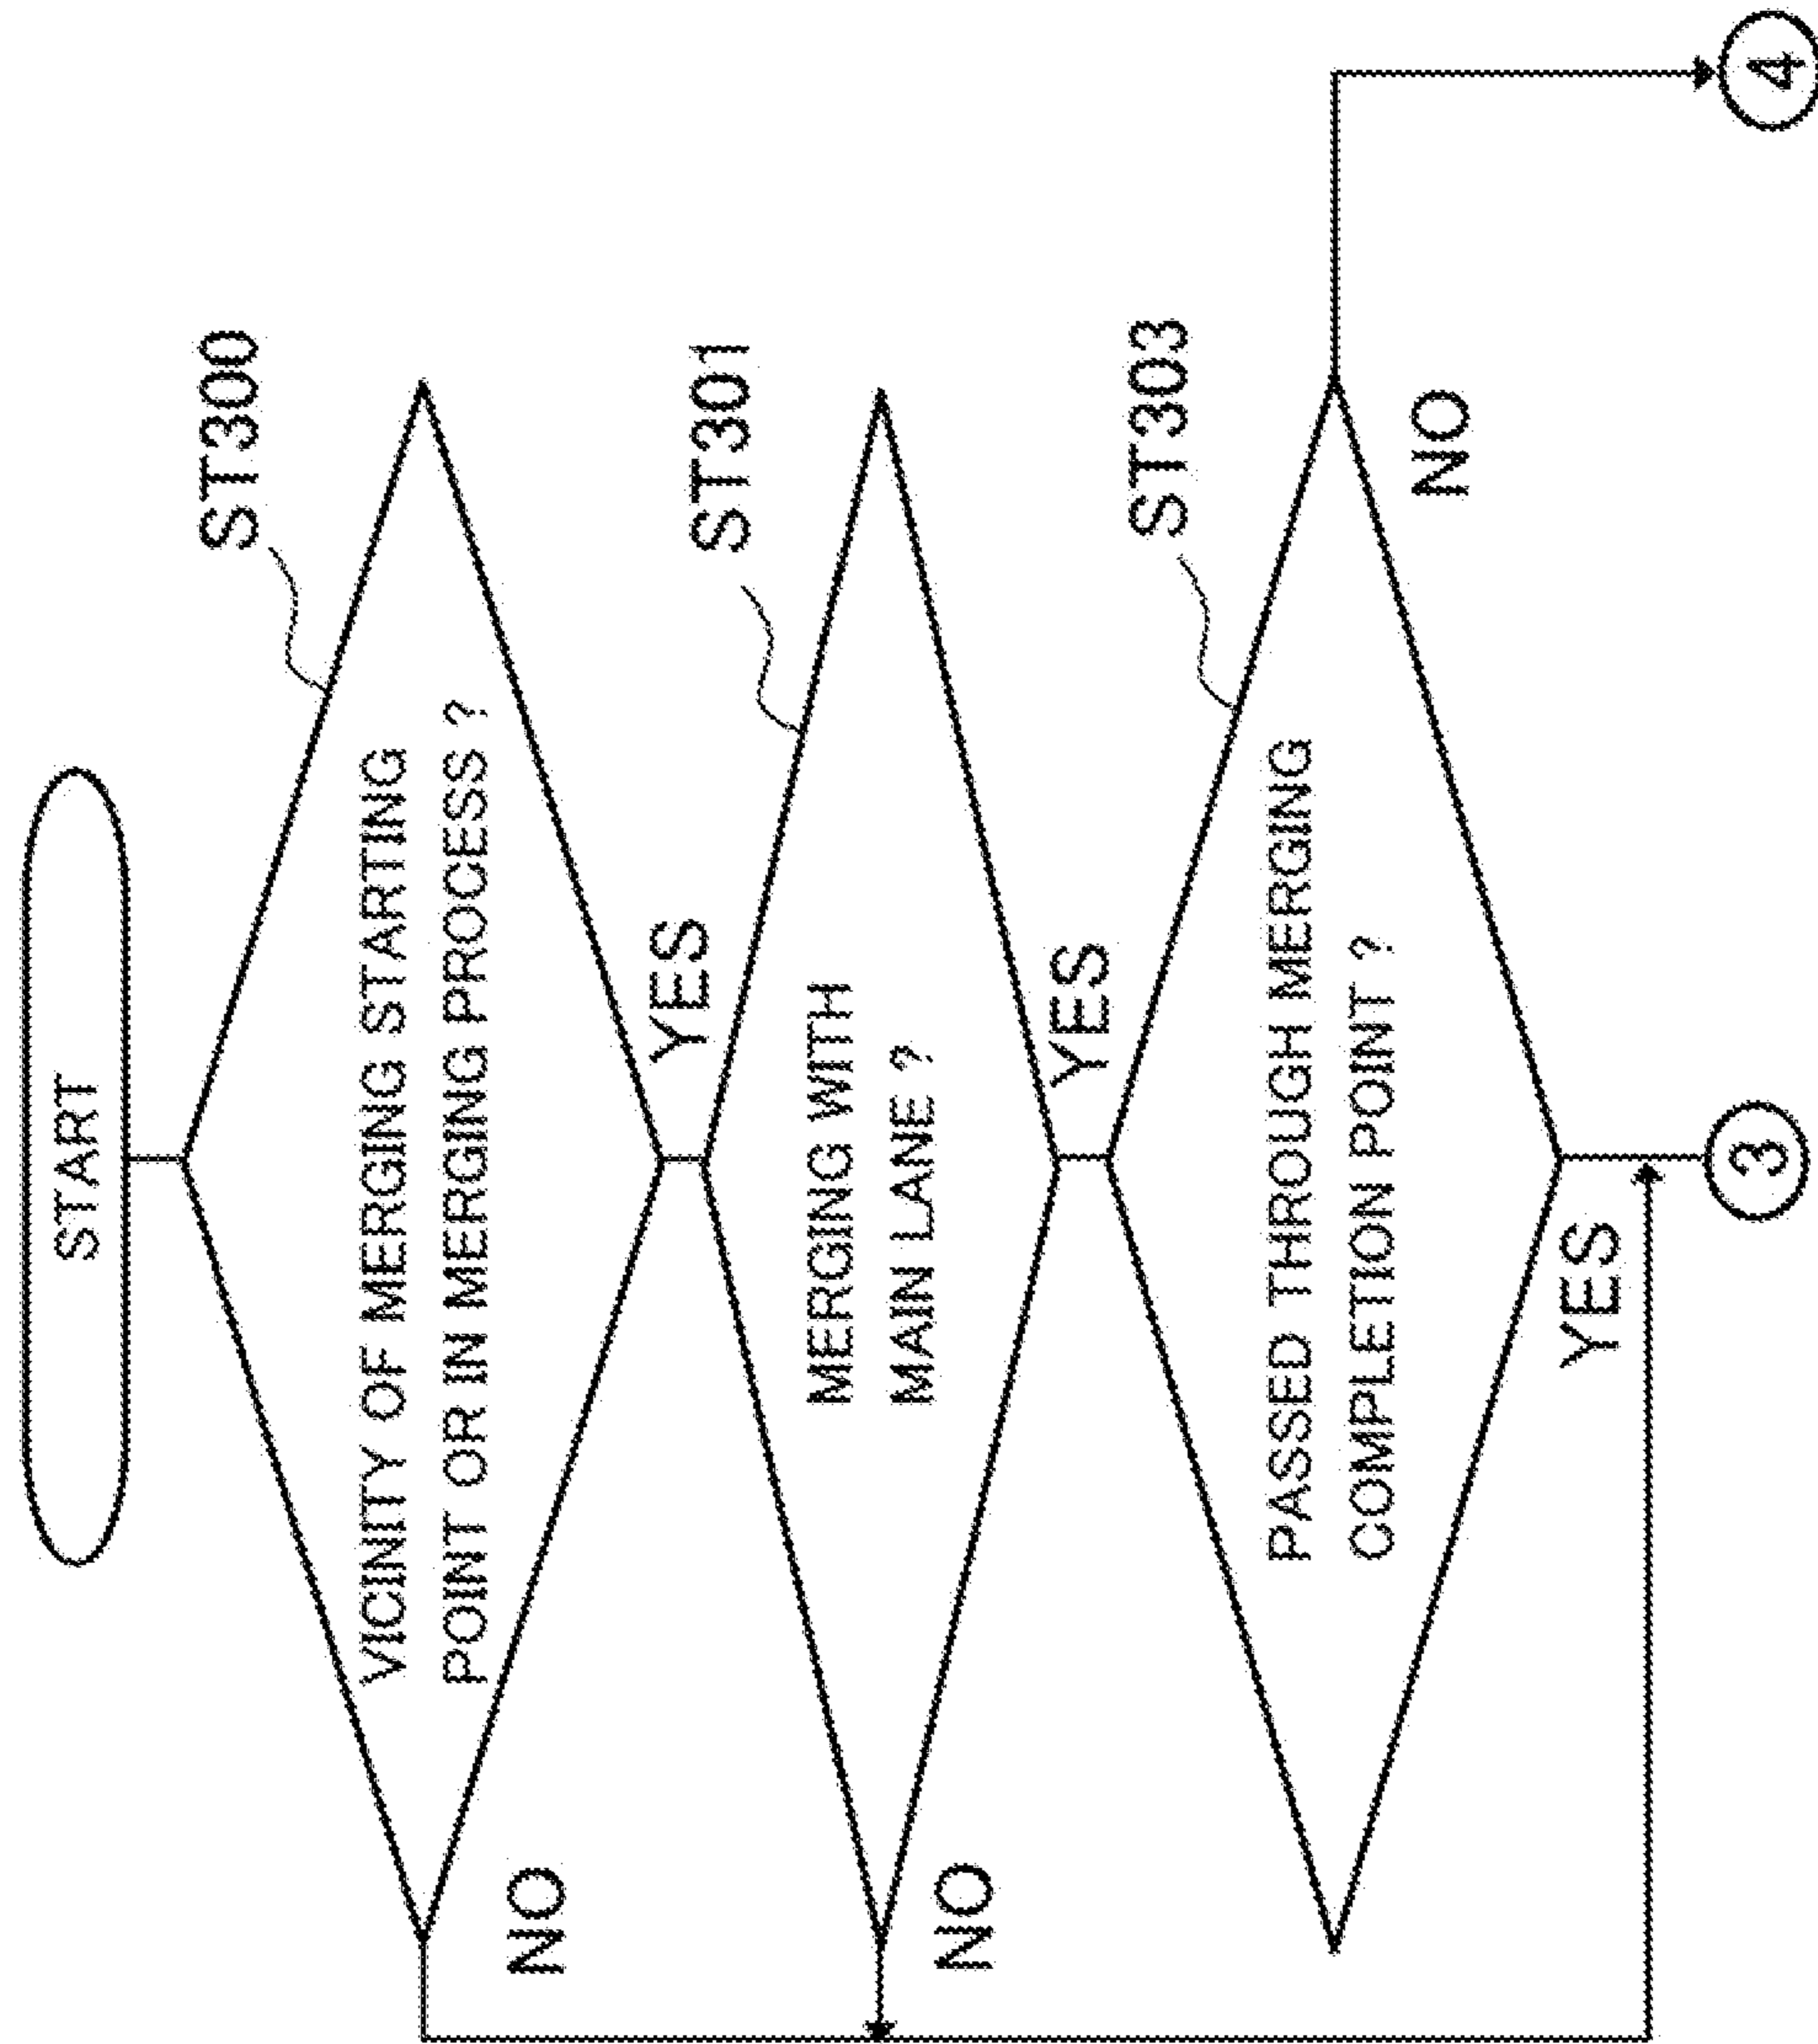 START
ST300
VICINITY OF MERGING STARTING
POINT OR IN MERGING PROCESS ?
NO
YES
ST301
MERGING WITH
MAIN LANE ?
NO
YES
ST303
PASSED THROUGH MERGING
COMPLETION POINT ?
NO
YES
3
4